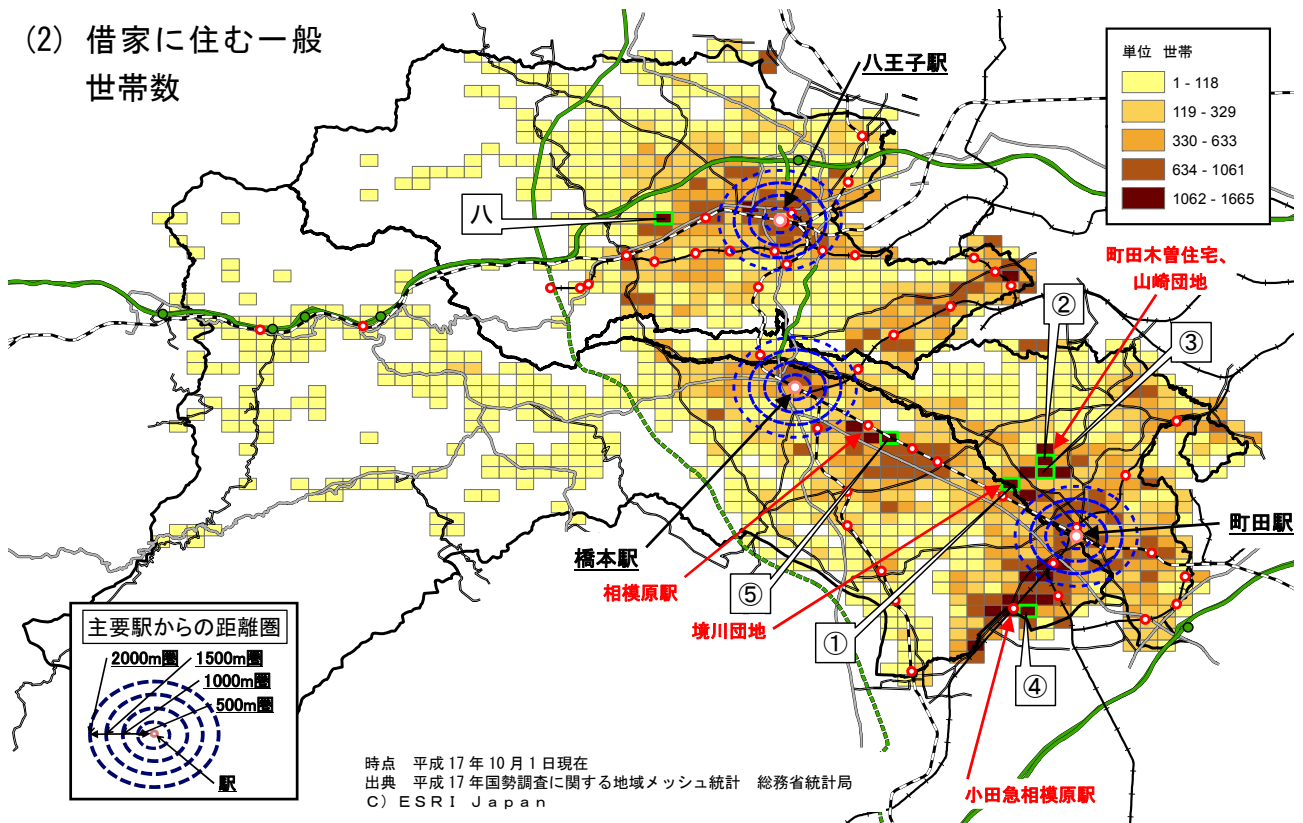 (2) 借家に住む一般
世帯数
八王子駅
単位 世帯
1 - 118
119 - 329
330 - 633
634 - 1061
1062 - 1665
八
町田木曽住宅、
山崎団地
②
③
町田駅
橋本駅
相模原駅
⑤
境川団地
①
④
小田急相模原駅
主要駅からの距離圏
2000m圏
1500m圏
1000m圏
500m圏
駅
時点 平成17年10月1日現在
出典 平成17年国勢調査に関する地域メッシュ統計 総務省統計局
C) ESRI Japan